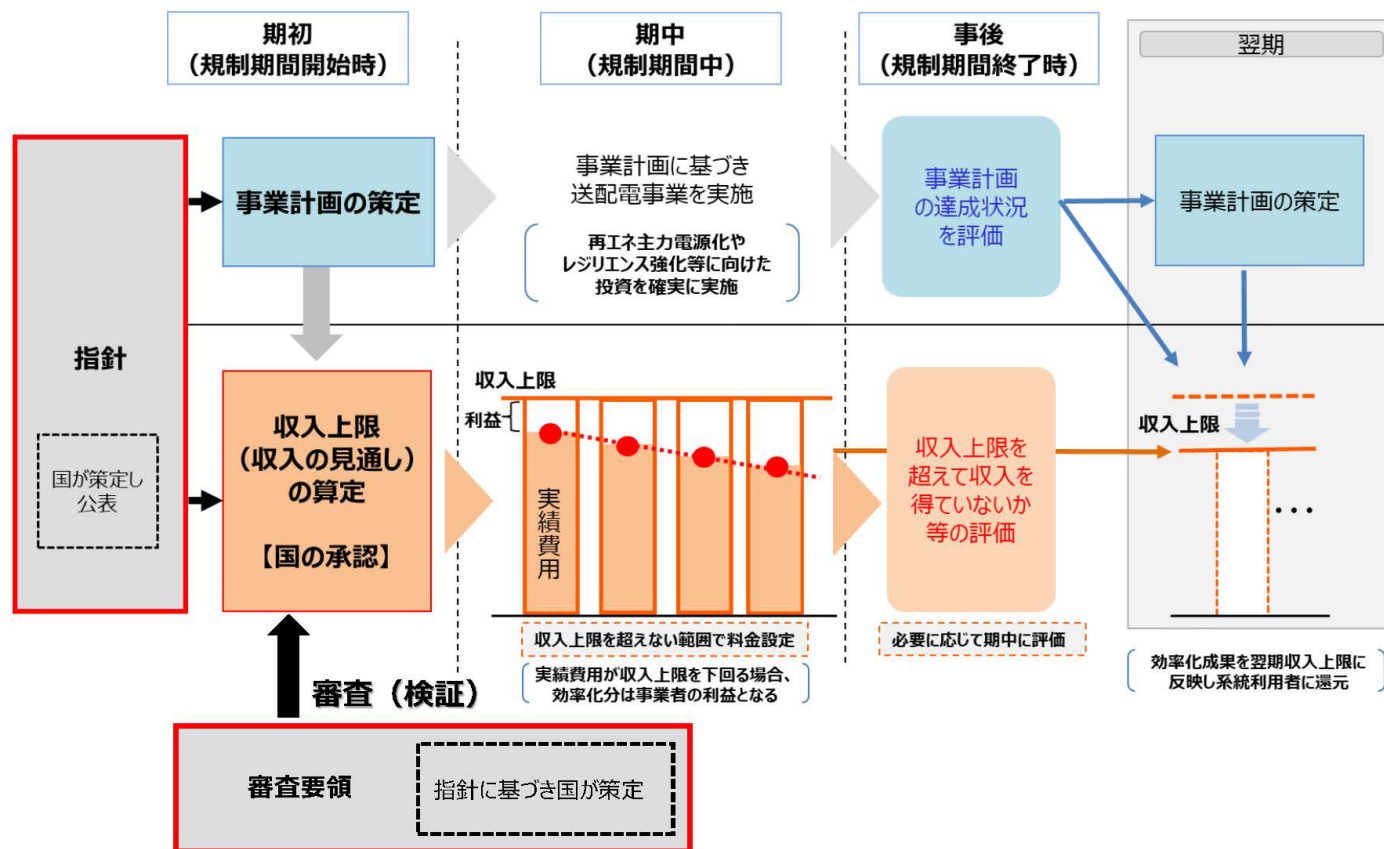 期初
（規制期間開始時）
期中
（規制期間中）
事後
（規制期間終了時）
翌期
指針
国が策定し
公表
事業計画の策定
事業計画に基づき
送配電事業を実施
再エネ主力電源化や
レジリエンス強化等に向けた
投資を確実に実施
事業計画
の達成状況
を評価
事業計画の策定
収入上限
（収入の見通し）
の算定
【国の承認】
収入上限
利益
実績費用
収入上限を超えない範囲で料金設定
実績費用が収入上限を下回る場合、
効率化分は事業者の利益となる
収入上限を
超えて収入を
得ていないか
等の評価
必要に応じて期中に評価
収入上限
・・・
効率化成果を翌期収入上限に
反映し系統利用者に還元
審査（検証）
審査要領
指針に基づき国が策定